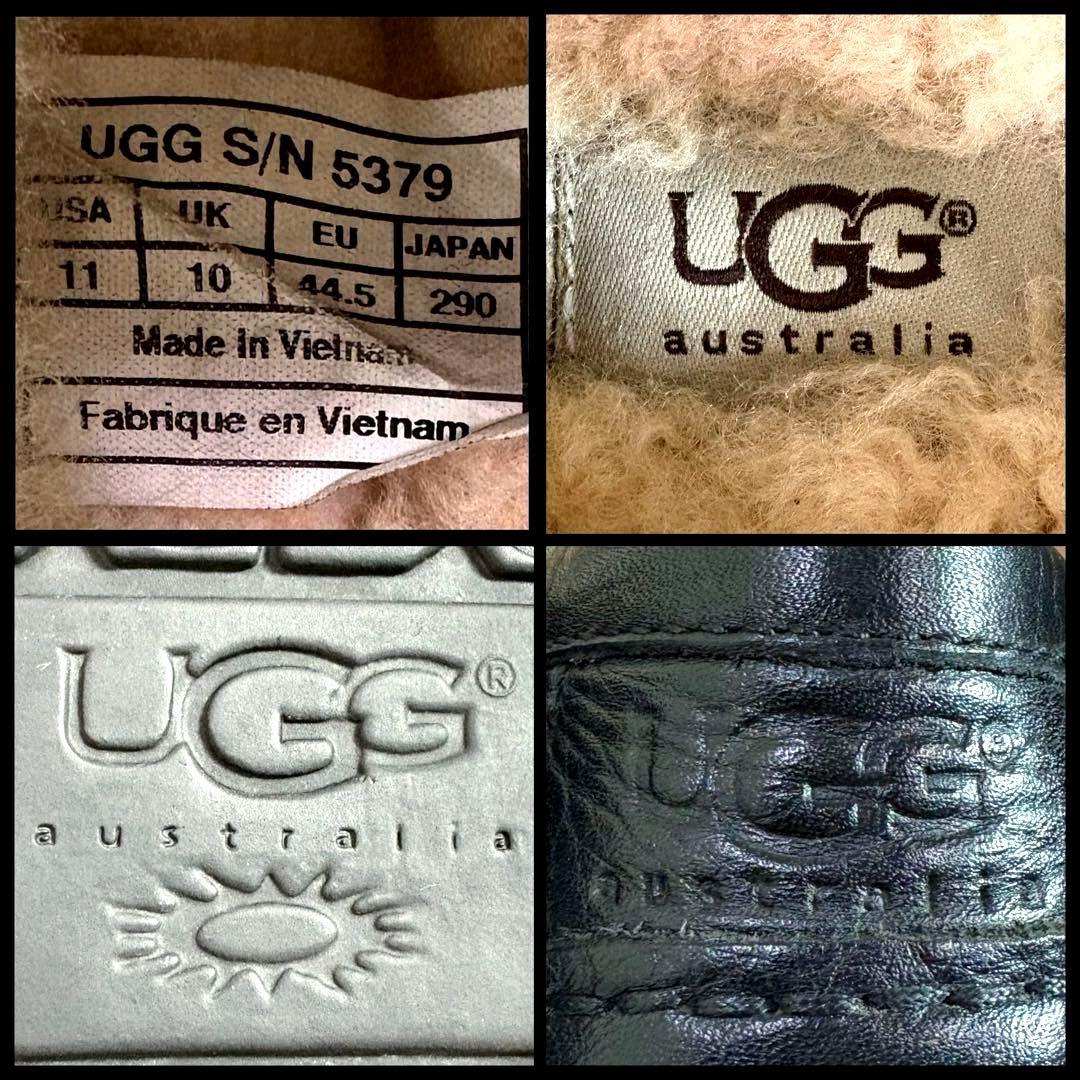 UGG S/N 5379
USA UK EU JAPAN
11 10 44.5 290
Made in Vietnam
Fabrique en Vietnam
UGG®
australia
UGG®
australia
UGG®
australia